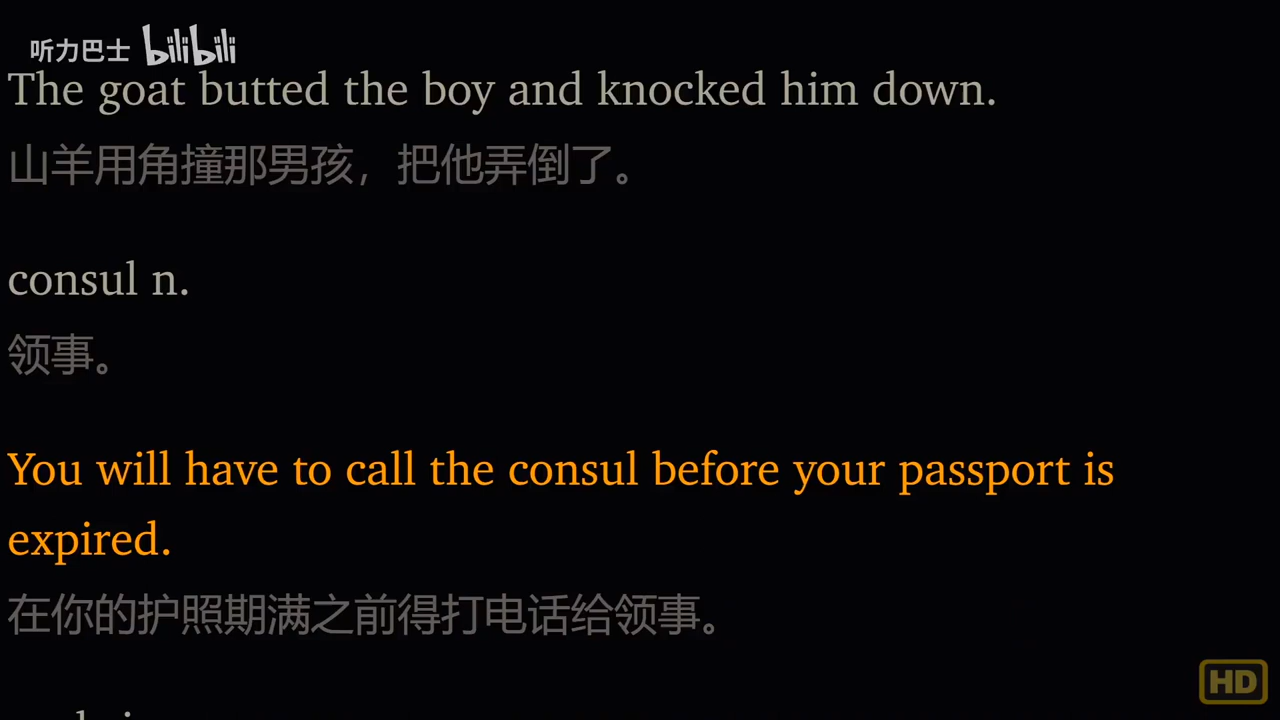 听力巴士 bilibili
The goat butted the boy and knocked him down.
山羊用角撞那男孩，把他弄倒了。
consul n.
领事。
You will have to call the consul before your passport is
expired.
在你的护照期满之前得打电话给领事。
HD